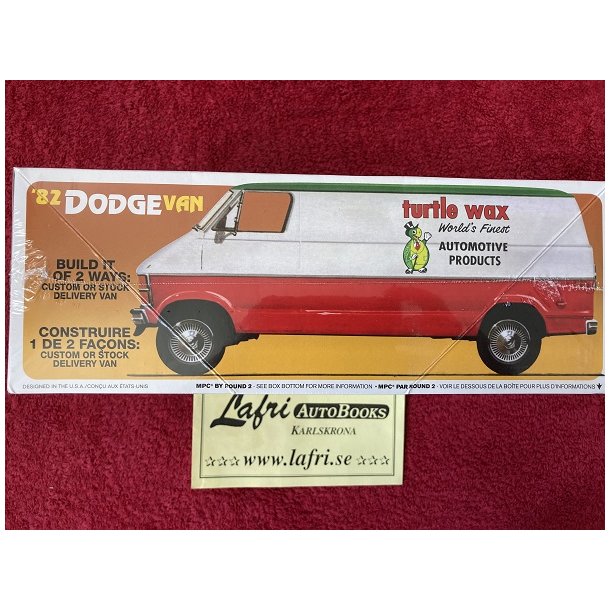 '82 DODGE VAN
turtle wax
World's Finest
AUTOMOTIVE
PRODUCTS
BUILD IT
1 OF 2 WAYS:
CUSTOM OR STOCK
DELIVERY VAN
CONSTRUIRE
1 DE 2 FAÇONS:
CUSTOM OR STOCK
DELIVERY VAN
DESIGNED IN THE U.S.A./CONÇU AUX ÉTATS-UNIS
MPC® BY ROUND 2 - SEE BOX BOTTOM FOR MORE INFORMATION • MPC® PAR ROUND 2 - VOIR LE DESSOUS DE LA BOÎTE POUR PLUS D'INFORMATIONS
Lafri AUTOBOOKS
KARLSKRONA
☆☆☆ www.lafri.se ☆☆☆